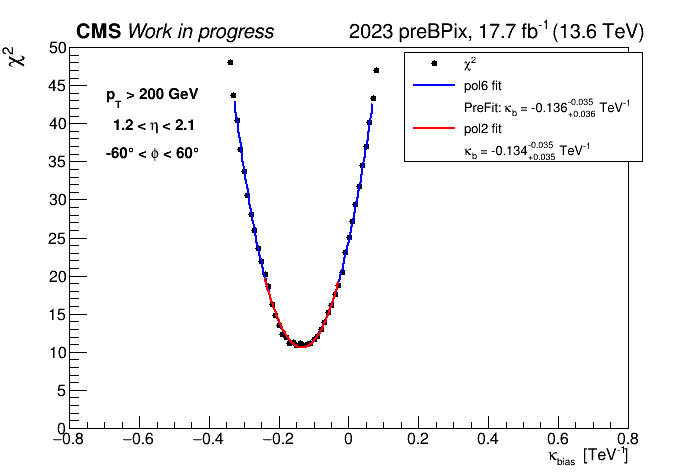 CMS Work in progress 2023 preBPix, 17.7 fb⁻¹ (13.6 TeV)
χ²
50
45
40
35
30
25
20
15
10
5
0
p_T > 200 GeV
1.2 < η < 2.1
-60° < φ < 60°
χ²
pol6 fit
PreFit: κ_b = -0.136 -0.035 +0.036 TeV⁻¹
pol2 fit
κ_b = -0.134 -0.035 +0.035 TeV⁻¹
−0.8 −0.6 −0.4 −0.2 0 0.2 0.4 0.6 0.8
κ_bias [TeV⁻¹]